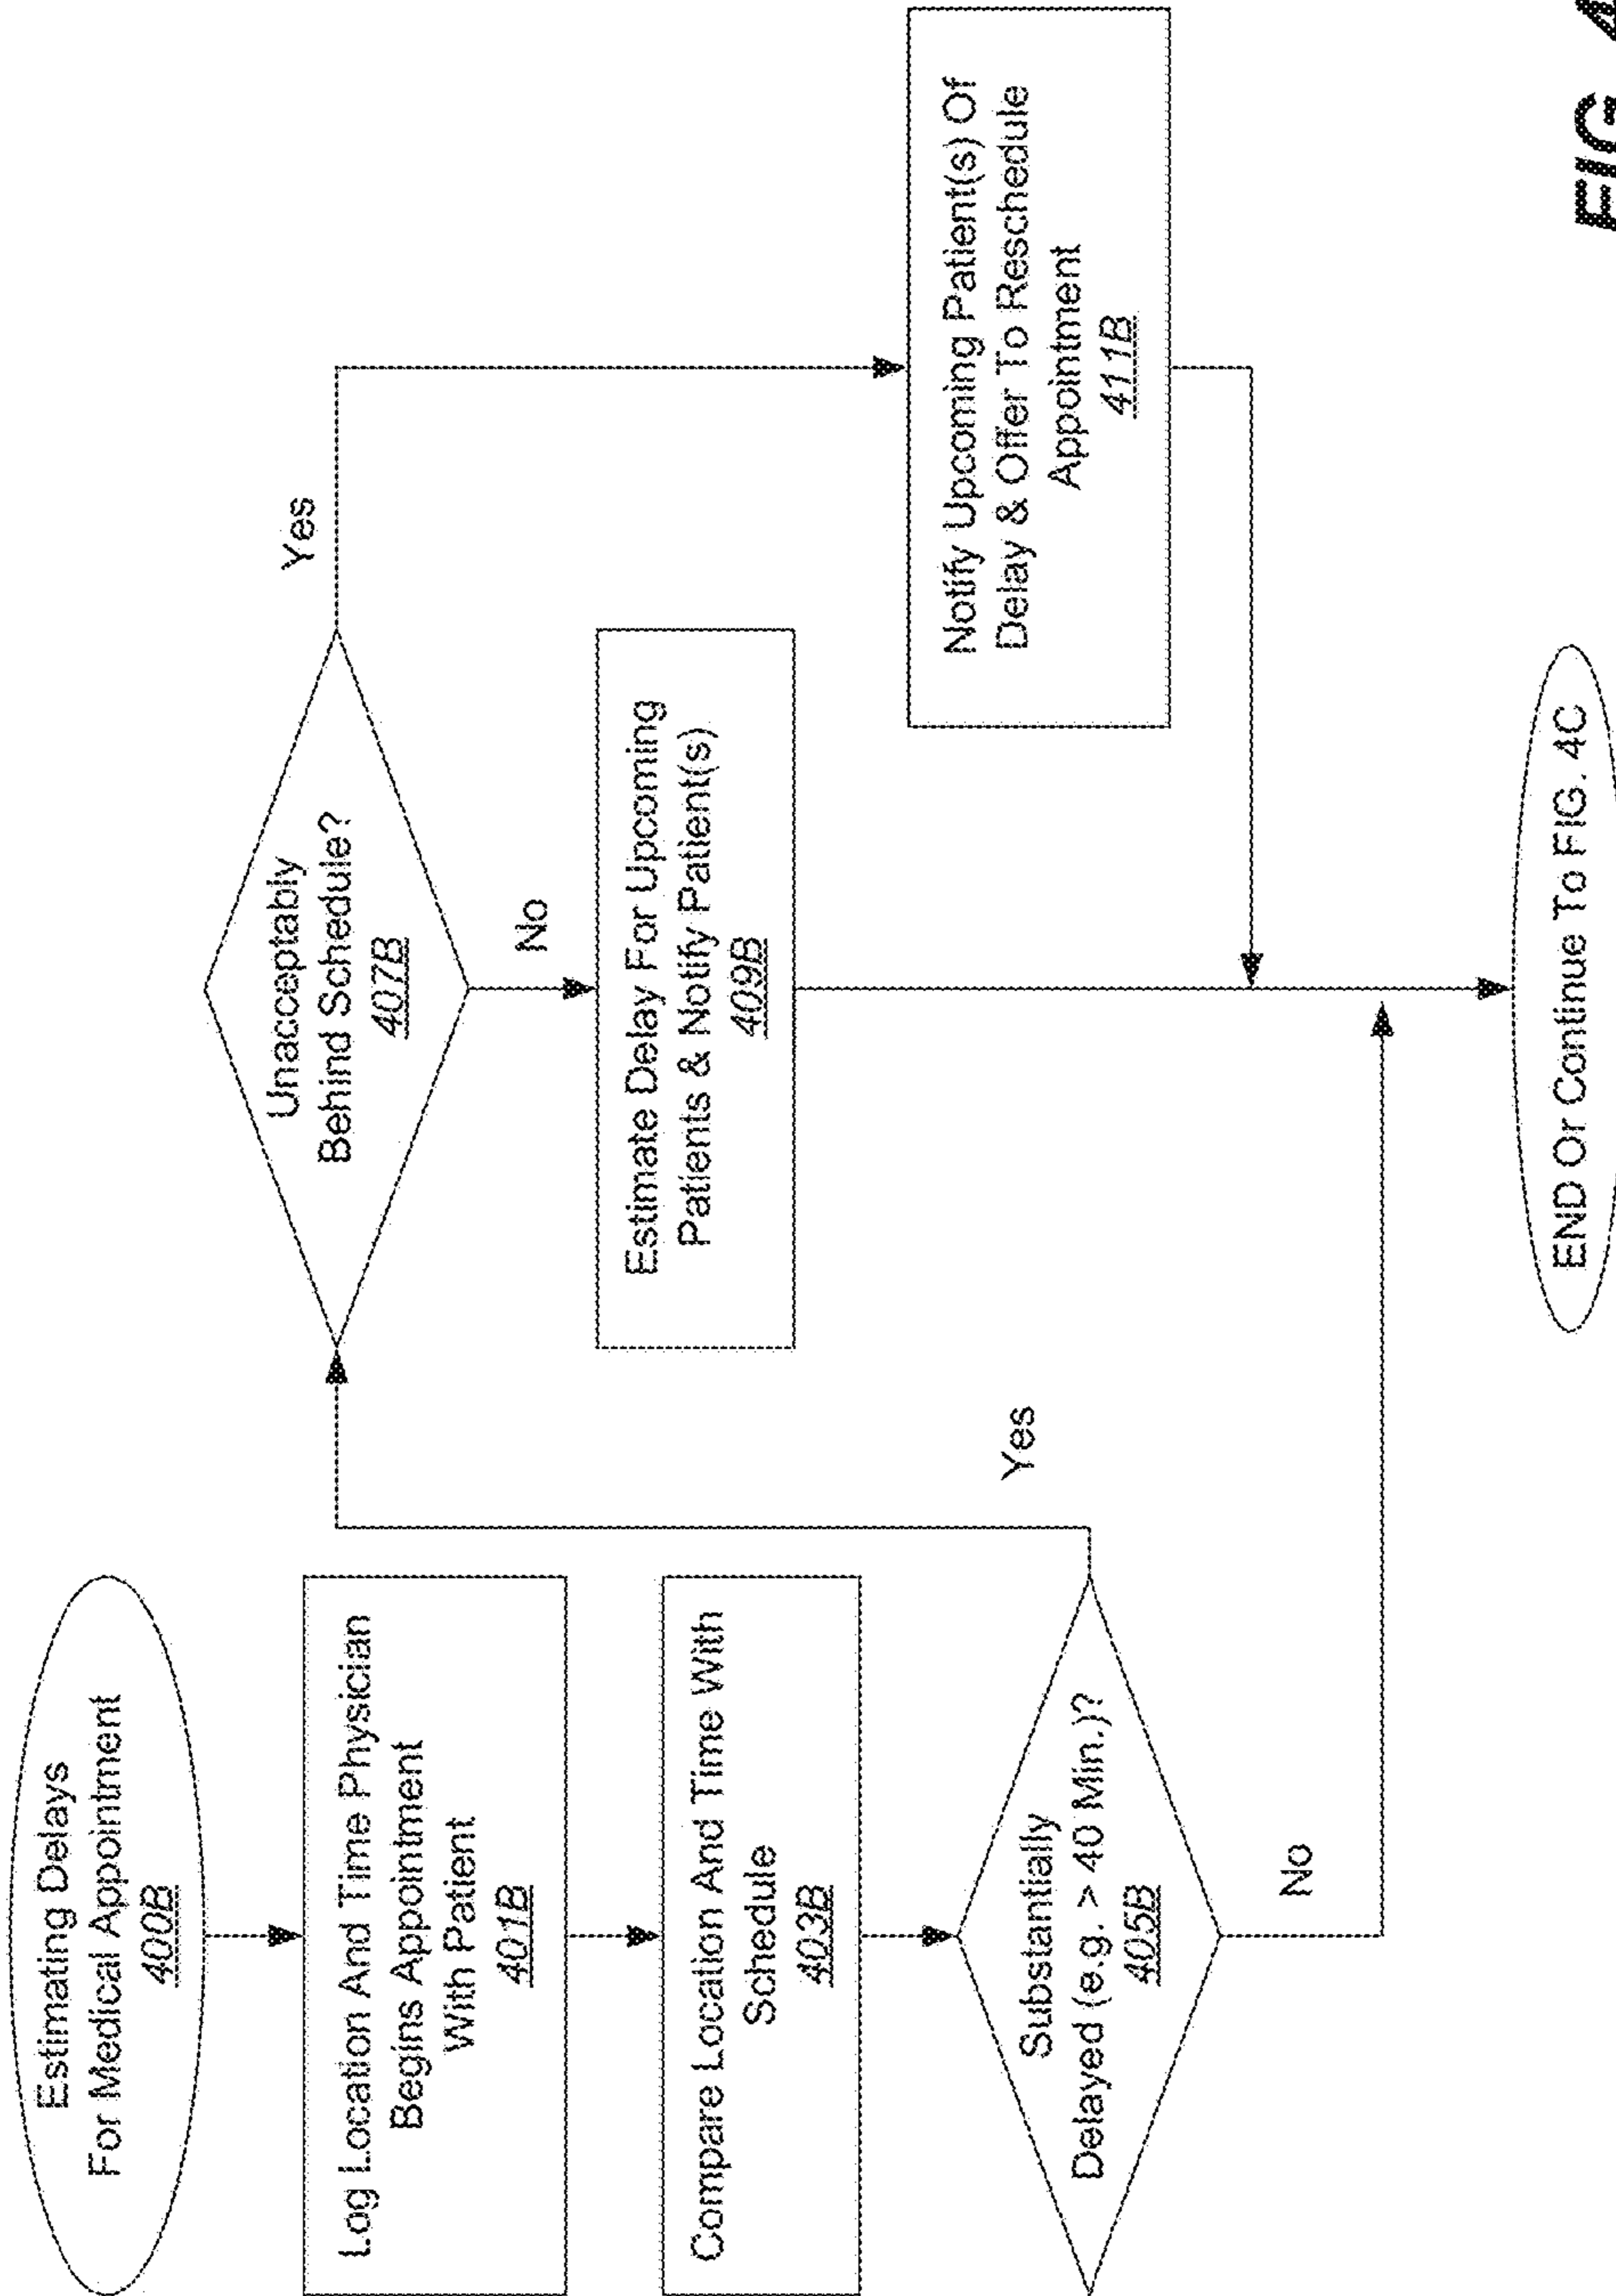 Estimating Delays
For Medical Appointment
400B
Log Location And Time Physician
Begins Appointment
With Patient
401B
Compare Location And Time With
Schedule
403B
Substantially
Delayed (e.g. > 40 Min.)?
405B
Yes
No
Unacceptably
Behind Schedule?
407B
Yes
No
Estimate Delay For Upcoming
Patients & Notify Patient(s)
409B
Notify Upcoming Patient(s) Of
Delay & Offer To Reschedule
Appointment
411B
END Or Continue To FIG. 4C
FIG. 4